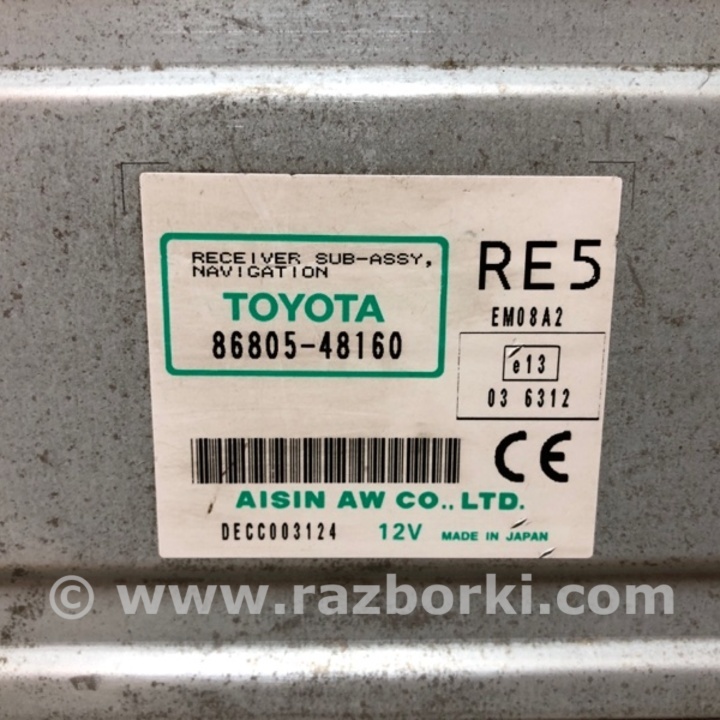 RECEIVER SUB-ASSY,
NAVIGATION
TOYOTA
86805-48160
RE5
EM08A2
e13
03 6312
CE
AISIN AW CO., LTD.
DECC003124 12V MADE IN JAPAN
© www.razborki.com